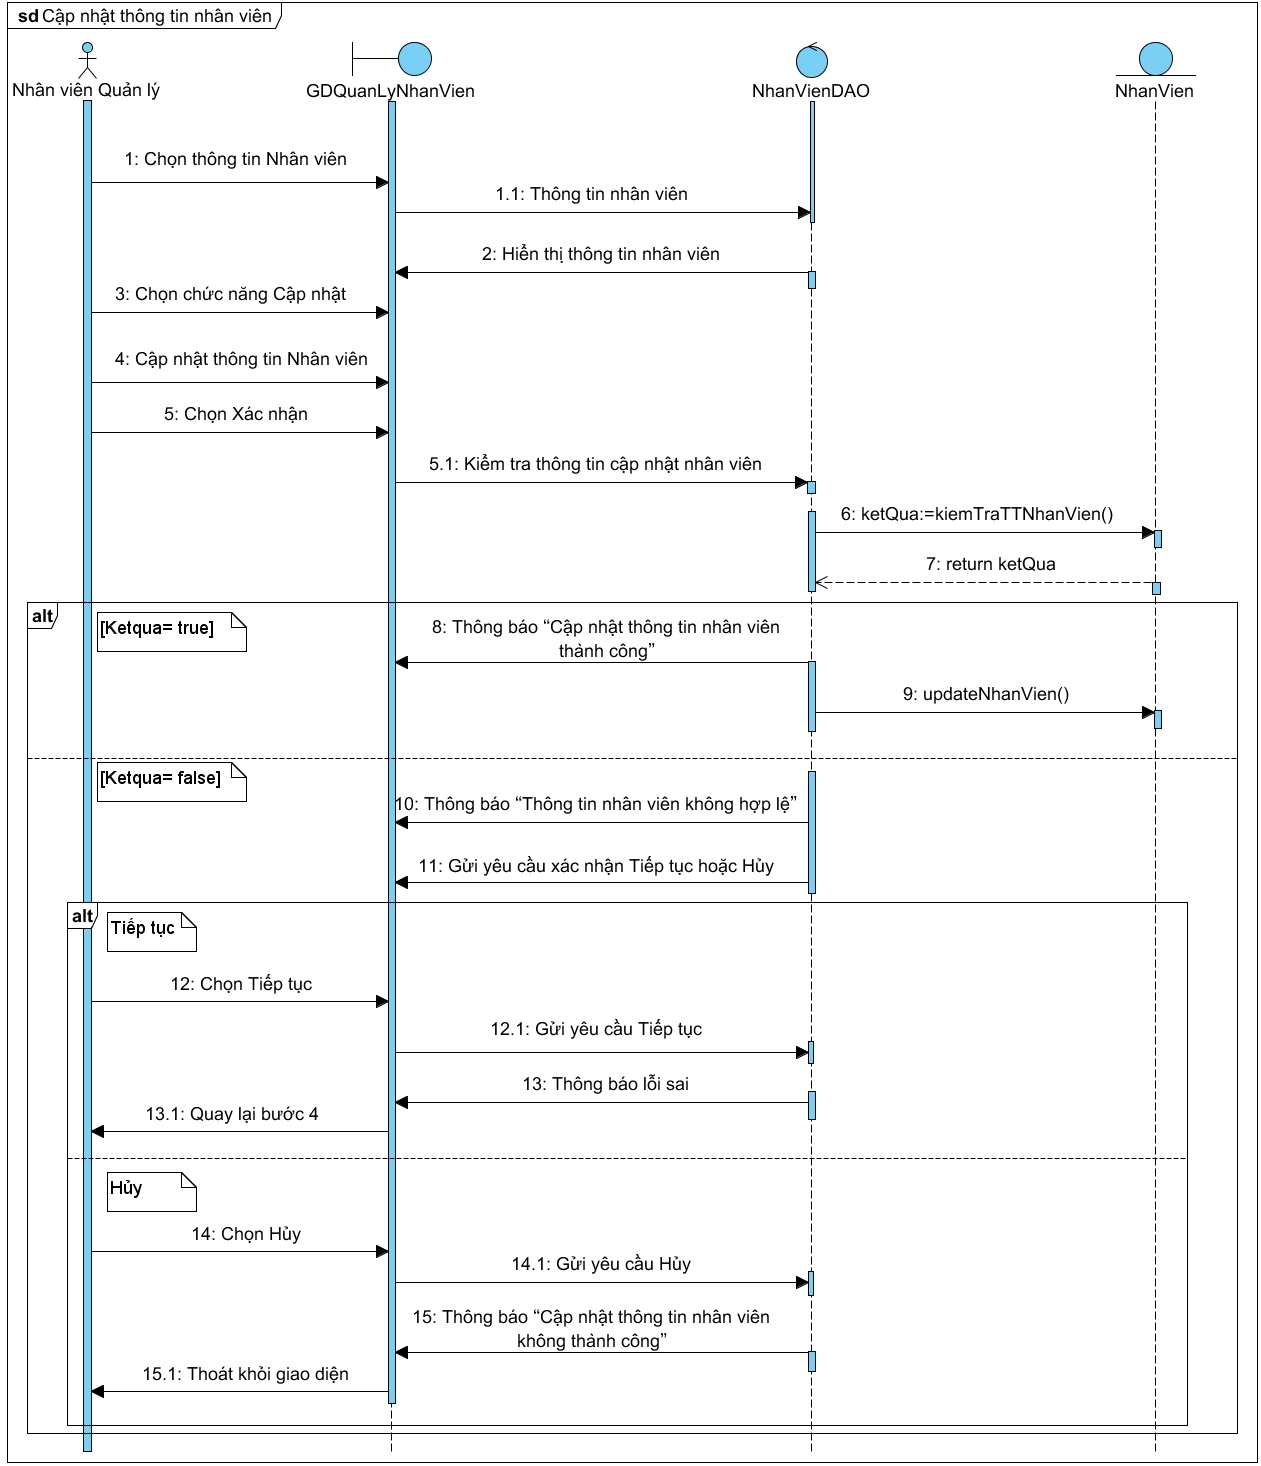 sd Cập nhật thông tin nhân viên
Nhân viên Quản lý
GDQuanLyNhanVien
NhanVienDAO
NhanVien
1: Chọn thông tin Nhân viên
1.1: Thông tin nhân viên
2: Hiển thị thông tin nhân viên
3: Chọn chức năng Cập nhật
4: Cập nhật thông tin Nhân viên
5: Chọn Xác nhận
5.1: Kiểm tra thông tin cập nhật nhân viên
6: ketQua:=kiemTraTTNhanVien()
7: return ketQua
alt
[Ketqua= true]
8: Thông báo “Cập nhật thông tin nhân viên
thành công”
9: updateNhanVien()
[Ketqua= false]
10: Thông báo “Thông tin nhân viên không hợp lệ”
11: Gửi yêu cầu xác nhận Tiếp tục hoặc Hủy
alt
Tiếp tục
12: Chọn Tiếp tục
12.1: Gửi yêu cầu Tiếp tục
13: Thông báo lỗi sai
13.1: Quay lại bước 4
Hủy
14: Chọn Hủy
14.1: Gửi yêu cầu Hủy
15: Thông báo “Cập nhật thông tin nhân viên
không thành công”
15.1: Thoát khỏi giao diện